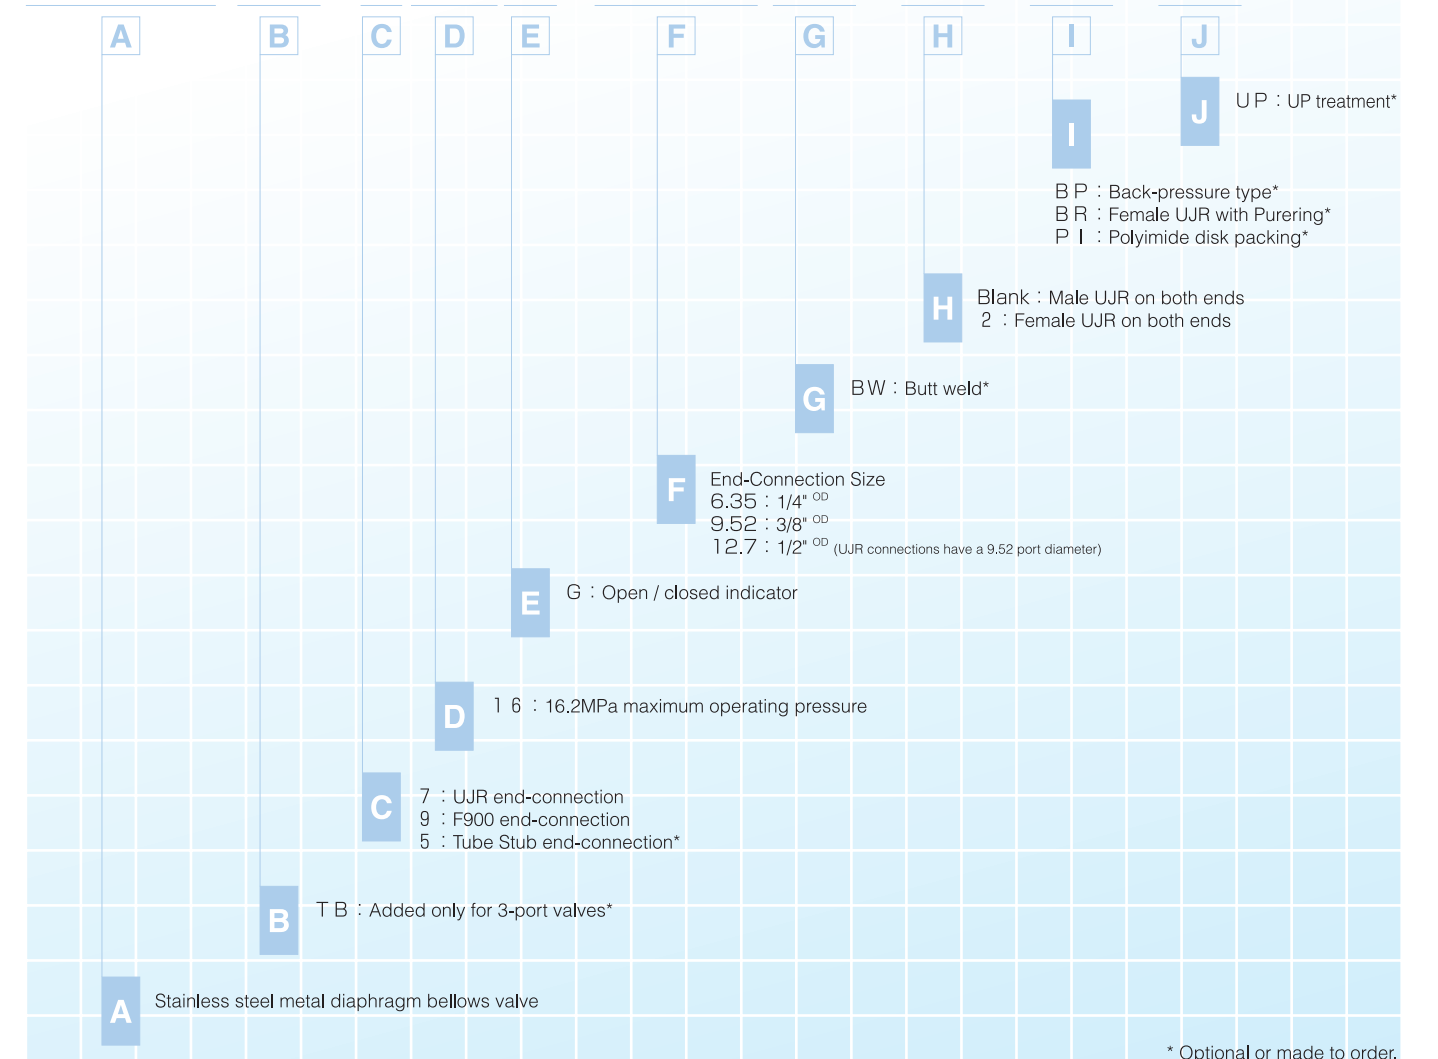 A B C D E F G H I J
J UP : UP treatment*
I
BP : Back-pressure type*
BR : Female UJR with Purering*
PI : Polyimide disk packing*
H Blank : Male UJR on both ends
2 : Female UJR on both ends
G BW : Butt weld*
F End-Connection Size
6.35 : 1/4" OD
9.52 : 3/8" OD
12.7 : 1/2" OD (UJR connections have a 9.52 port diameter)
E G : Open / closed indicator
D 16 : 16.2MPa maximum operating pressure
C 7 : UJR end-connection
9 : F900 end-connection
5 : Tube Stub end-connection*
B TB : Added only for 3-port valves*
A Stainless steel metal diaphragm bellows valve
* Optional or made to order.